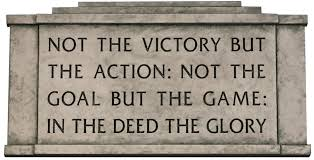 NOT THE VICTORY BUT
THE ACTION: NOT THE
GOAL BUT THE GAME:
IN THE DEED THE GLORY